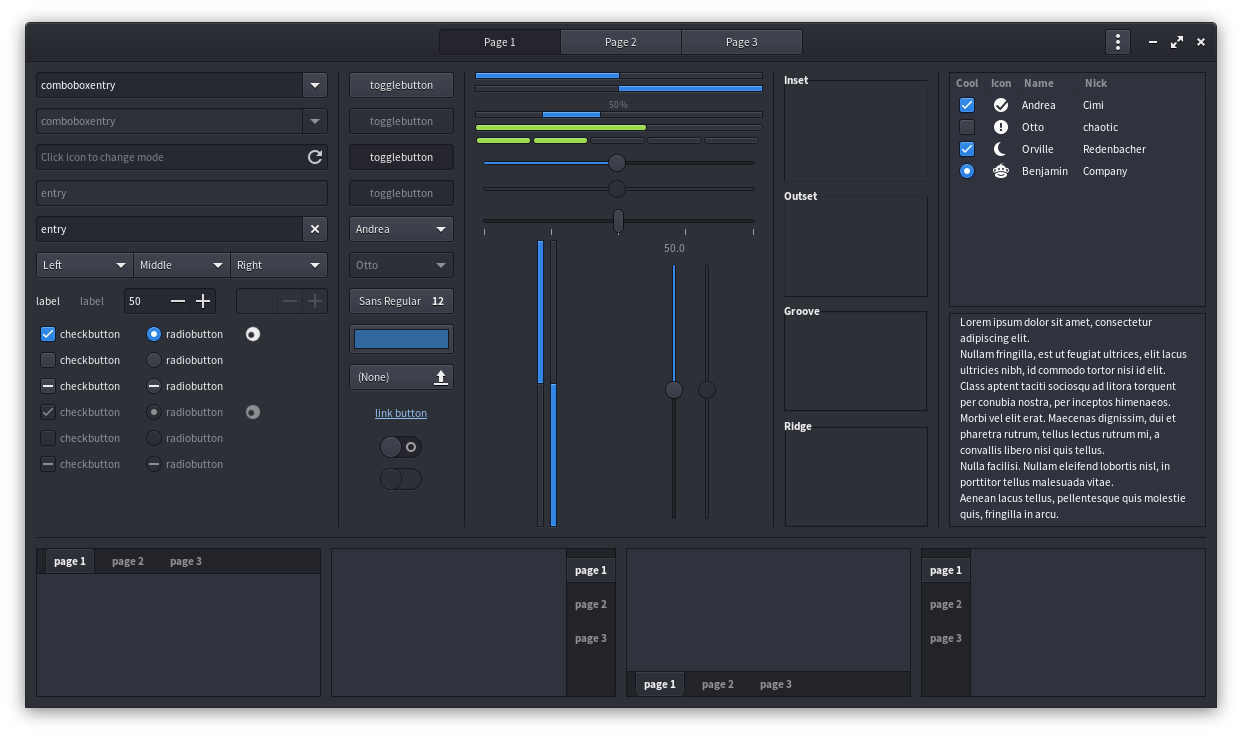 Page 1
Page 2
Page 3
comboboxentry
comboboxentry
Click icon to change mode
entry
entry
Left
Middle
Right
label
label
50
checkbutton
radiobutton
checkbutton
radiobutton
checkbutton
radiobutton
checkbutton
radiobutton
checkbutton
radiobutton
checkbutton
radiobutton
togglebutton
togglebutton
togglebutton
togglebutton
Andrea
Otto
Sans Regular 12
(None)
link button
50%
50.0
Inset
Outset
Groove
Ridge
Cool Icon Name Nick
Andrea Cimi
Otto chaotic
Orville Redenbacher
Benjamin Company
Lorem ipsum dolor sit amet, consectetur
adipiscing elit.
Nullam fringilla, est ut feugiat ultrices, elit lacus
ultricies nibh, id commodo tortor nisi id elit.
Class aptent taciti sociosqu ad litora torquent
per conubia nostra, per inceptos himenaeos.
Morbi vel elit erat. Maecenas dignissim, dui et
pharetra rutrum, tellus lectus rutrum mi, a
convallis libero nisi quis tellus.
Nulla facilisi. Nullam eleifend lobortis nisl, in
porttitor tellus malesuada vitae.
Aenean lacus tellus, pellentesque quis molestie
quis, fringilla in arcu.
page 1
page 2
page 3
page 1
page 2
page 3
page 1
page 2
page 3
page 1
page 2
page 3